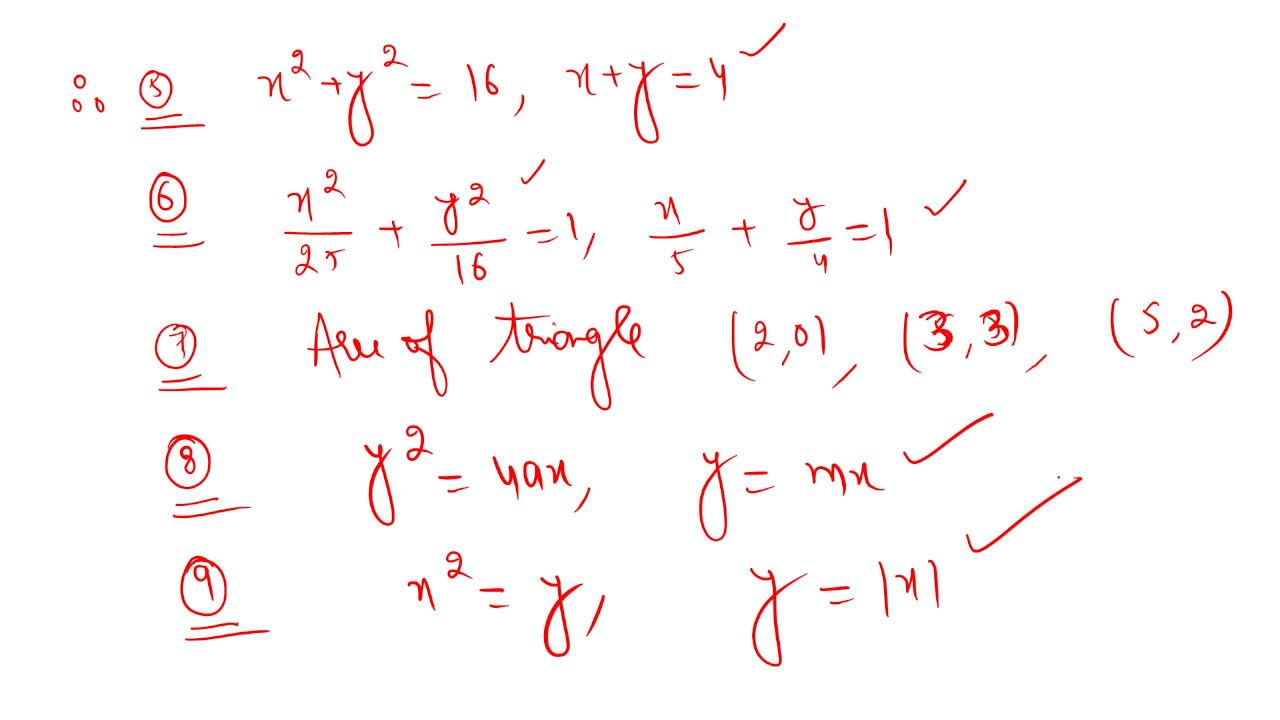 ∴ ⑤ x² + y² = 16, x + y = 4 ✓
⑥ x²/25 + y²/16 = 1, ✓ x/5 + y/4 = 1 ✓
⑦ Are of triangle (2,0), (3,3), (5,2)
⑧ y² = 4ax, y = mx ✓
⑨ x² = y, y = |x| ✓